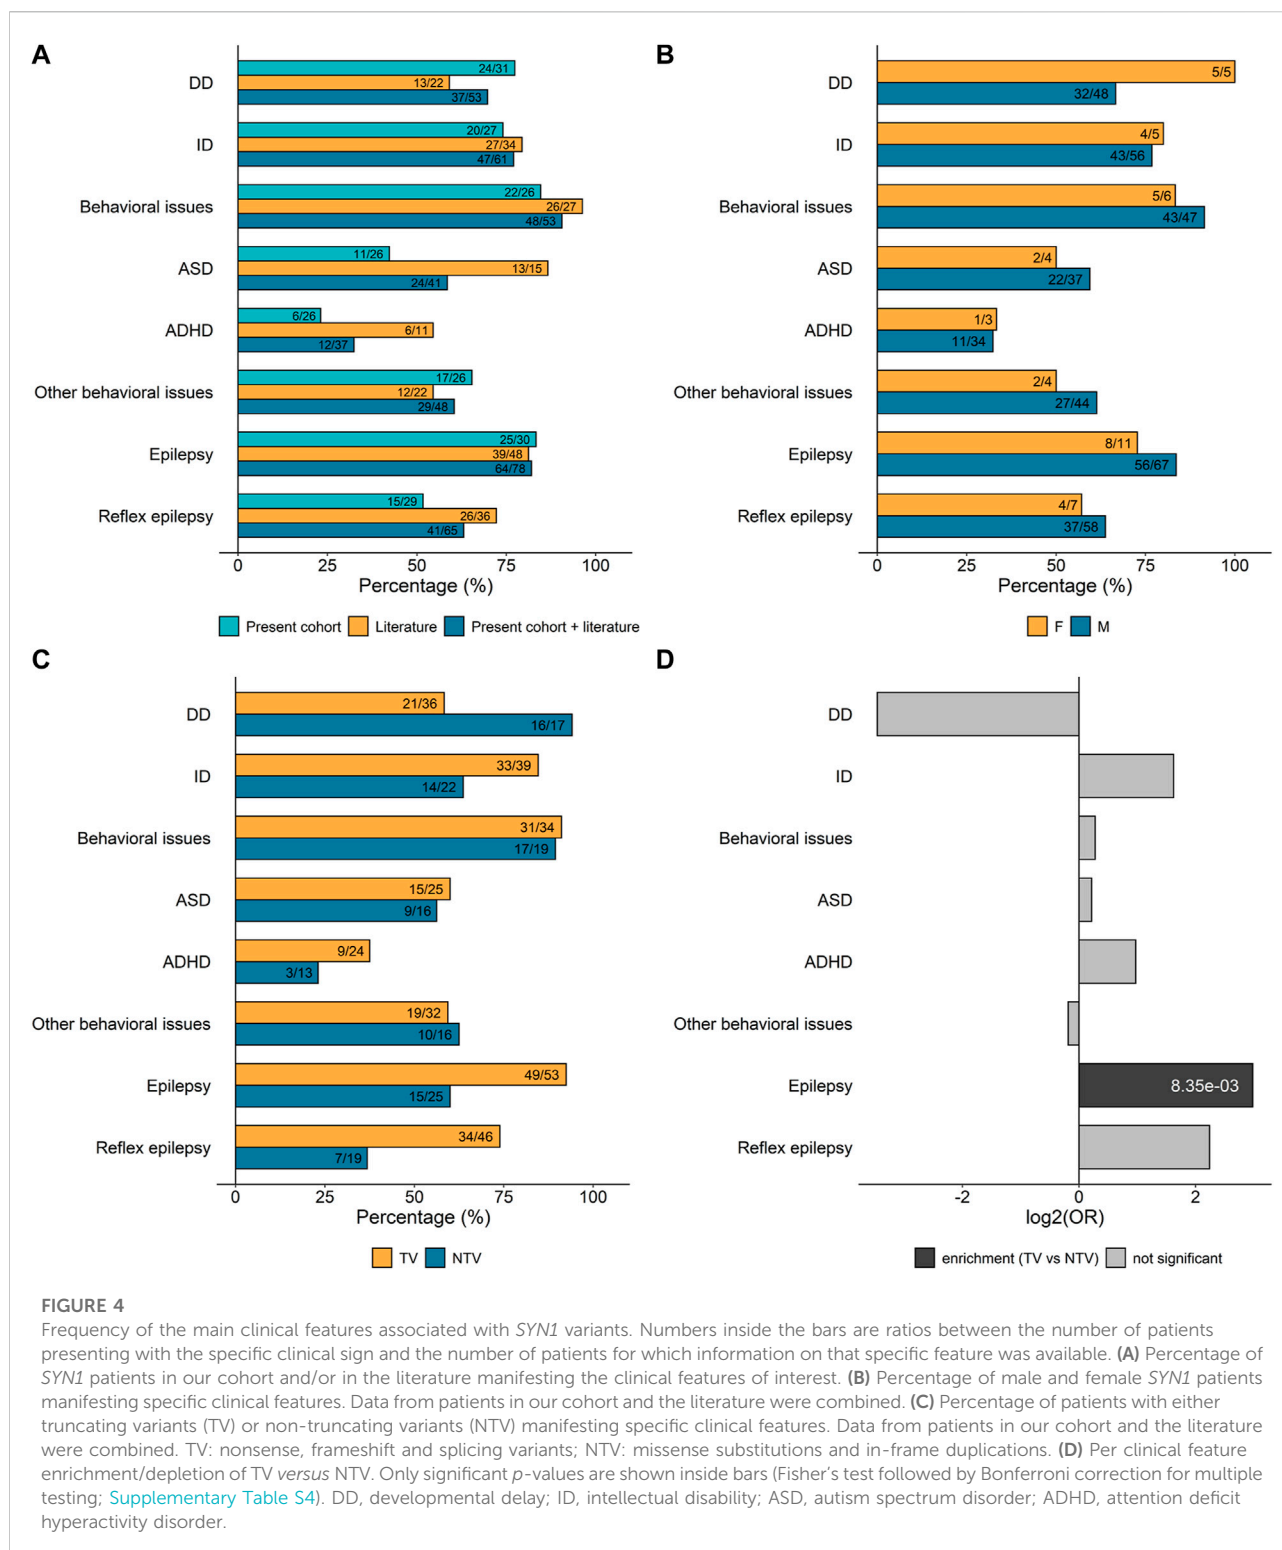 A
DD
24/31
13/22
37/53
ID
20/27
27/34
47/61
Behavioral issues
22/26
26/27
48/53
ASD
11/26
13/15
24/41
ADHD
6/26
6/11
12/37
Other behavioral issues
17/26
12/22
29/48
Epilepsy
25/30
39/48
64/78
Reflex epilepsy
15/29
26/36
41/65
0 25 50 75 100
Percentage (%)
Present cohort Literature Present cohort + literature
B
DD
5/5
32/48
ID
4/5
43/56
Behavioral issues
5/6
43/47
ASD
2/4
22/37
ADHD
1/3
11/34
Other behavioral issues
2/4
27/44
Epilepsy
8/11
56/67
Reflex epilepsy
4/7
37/58
0 25 50 75 100
Percentage (%)
F M
C
DD
21/36
16/17
ID
33/39
14/22
Behavioral issues
31/34
17/19
ASD
15/25
9/16
ADHD
9/24
3/13
Other behavioral issues
19/32
10/16
Epilepsy
49/53
15/25
Reflex epilepsy
34/46
7/19
0 25 50 75 100
Percentage (%)
TV NTV
D
DD
ID
Behavioral issues
ASD
ADHD
Other behavioral issues
Epilepsy
8.35e-03
Reflex epilepsy
-2 0 2
log2(OR)
enrichment (TV vs NTV) not significant
FIGURE 4
Frequency of the main clinical features associated with SYN1 variants. Numbers inside the bars are ratios between the number of patients
presenting with the specific clinical sign and the number of patients for which information on that specific feature was available. (A) Percentage of
SYN1 patients in our cohort and/or in the literature manifesting the clinical features of interest. (B) Percentage of male and female SYN1 patients
manifesting specific clinical features. Data from patients in our cohort and the literature were combined. (C) Percentage of patients with either
truncating variants (TV) or non-truncating variants (NTV) manifesting specific clinical features. Data from patients in our cohort and the literature
were combined. TV: nonsense, frameshift and splicing variants; NTV: missense substitutions and in-frame duplications. (D) Per clinical feature
enrichment/depletion of TV versus NTV. Only significant p-values are shown inside bars (Fisher's test followed by Bonferroni correction for multiple
testing; Supplementary Table S4). DD, developmental delay; ID, intellectual disability; ASD, autism spectrum disorder; ADHD, attention deficit
hyperactivity disorder.